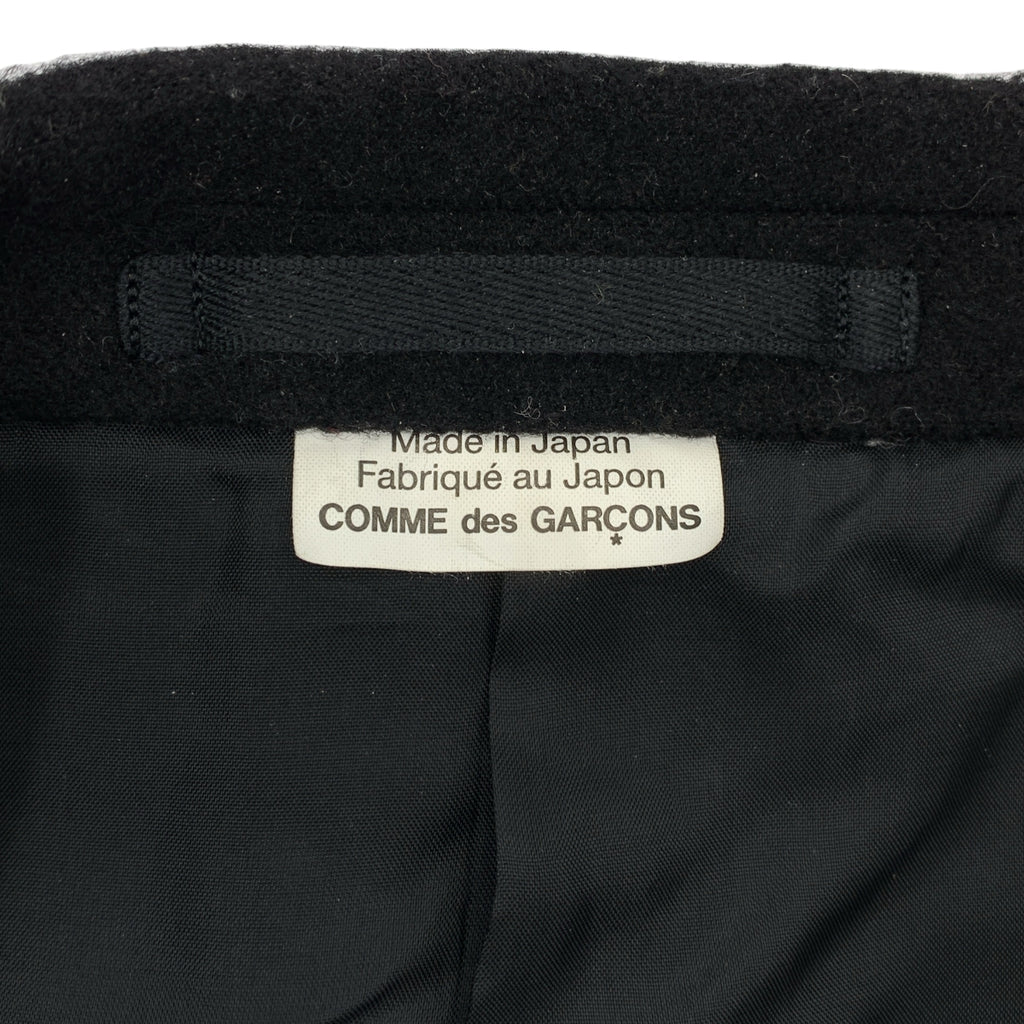 Made in Japan
Fabriqué au Japon
COMME des GARÇONS
*